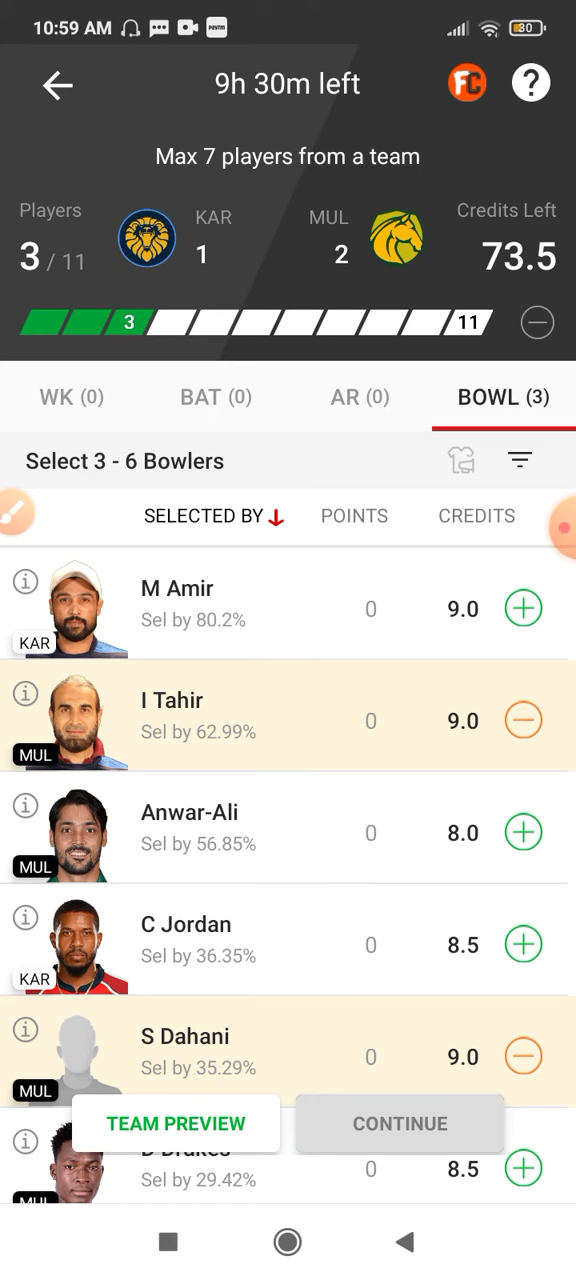 10:59 AM
paytm
30
9h 30m left
FC
?
Max 7 players from a team
Players
KAR
MUL
Credits Left
3 / 11
1
2
73.5
3
11
WK (0)
BAT (0)
AR (0)
BOWL (3)
Select 3 - 6 Bowlers
SELECTED BY
POINTS
CREDITS
M Amir
Sel by 80.2%
0
9.0
KAR
I Tahir
Sel by 62.99%
0
9.0
MUL
Anwar-Ali
Sel by 56.85%
0
8.0
MUL
C Jordan
Sel by 36.35%
0
8.5
KAR
S Dahani
Sel by 35.29%
0
9.0
MUL
TEAM PREVIEW
CONTINUE
D Drakes
Sel by 29.42%
0
8.5
MUL